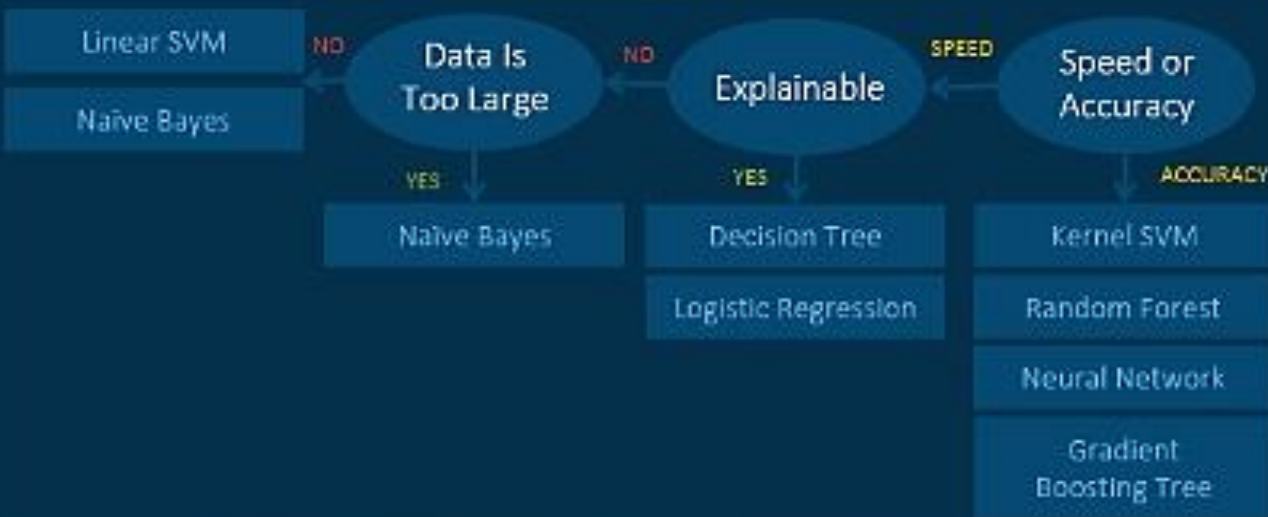 Linear SVM
NO
Data Is
Too Large
NO
Explainable
SPEED
Speed or
Accuracy
Naïve Bayes
YES
YES
ACCURACY
Naïve Bayes
Decision Tree
Kernel SVM
Logistic Regression
Random Forest
Neural Network
Gradient
Boosting Tree